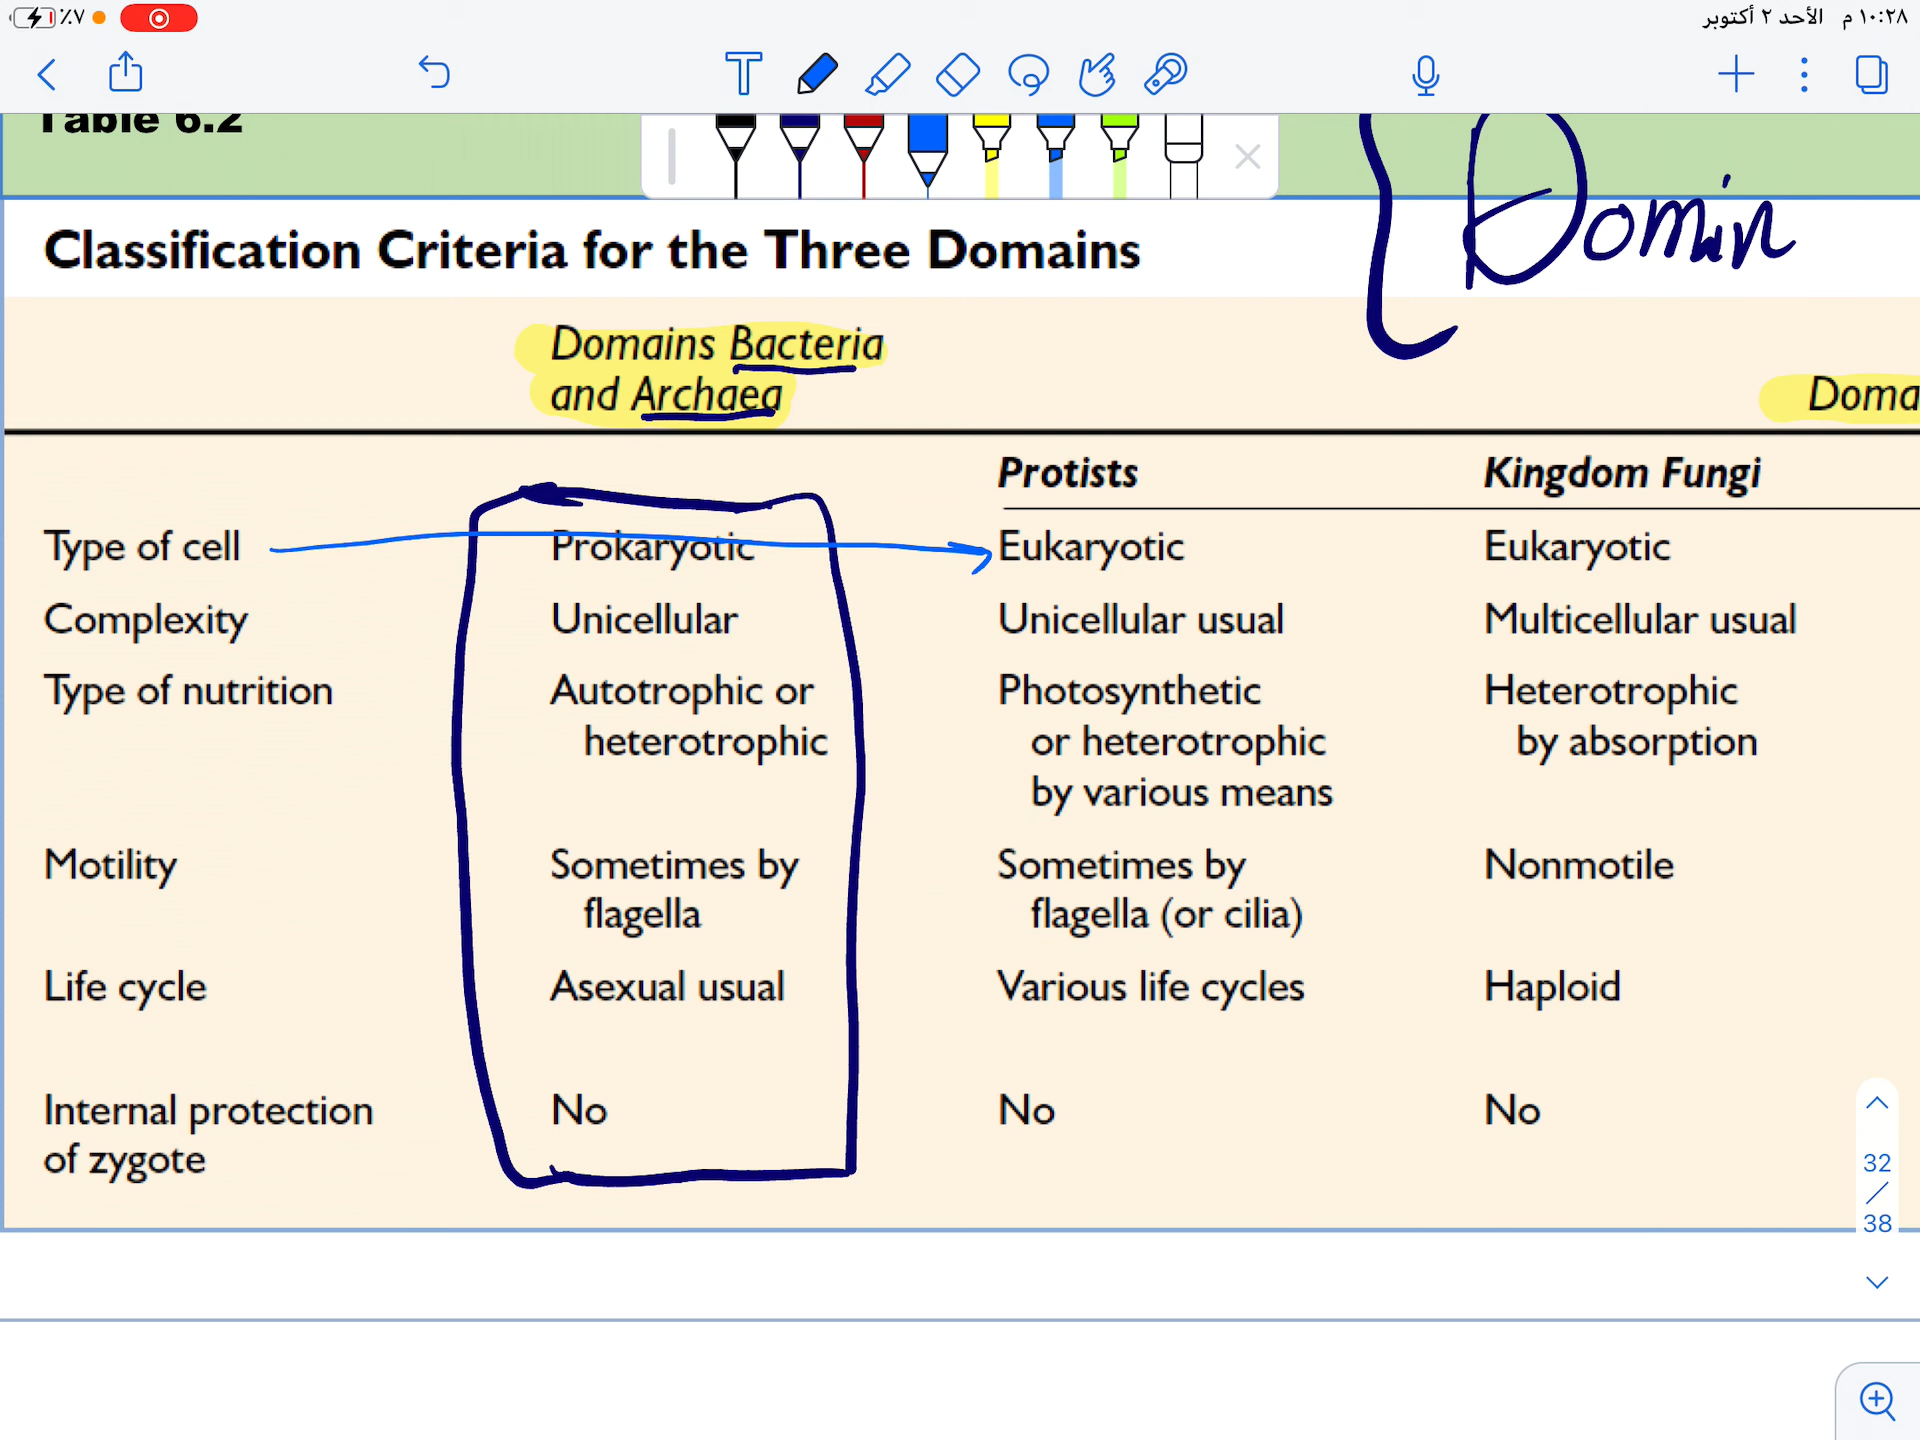 ٪٧
١٠:٢٨ م الأحد ٢ أكتوبر
T
Table 6.2
Domain
Classification Criteria for the Three Domains
Domains Bacteria
and Archaea
Doma
Protists Kingdom Fungi
Type of cell Prokaryotic Eukaryotic Eukaryotic
Complexity Unicellular Unicellular usual Multicellular usual
Type of nutrition Autotrophic or Photosynthetic Heterotrophic
heterotrophic or heterotrophic by absorption
by various means
Motility Sometimes by Sometimes by Nonmotile
flagella flagella (or cilia)
Life cycle Asexual usual Various life cycles Haploid
Internal protection No No No
of zygote
32
/
38